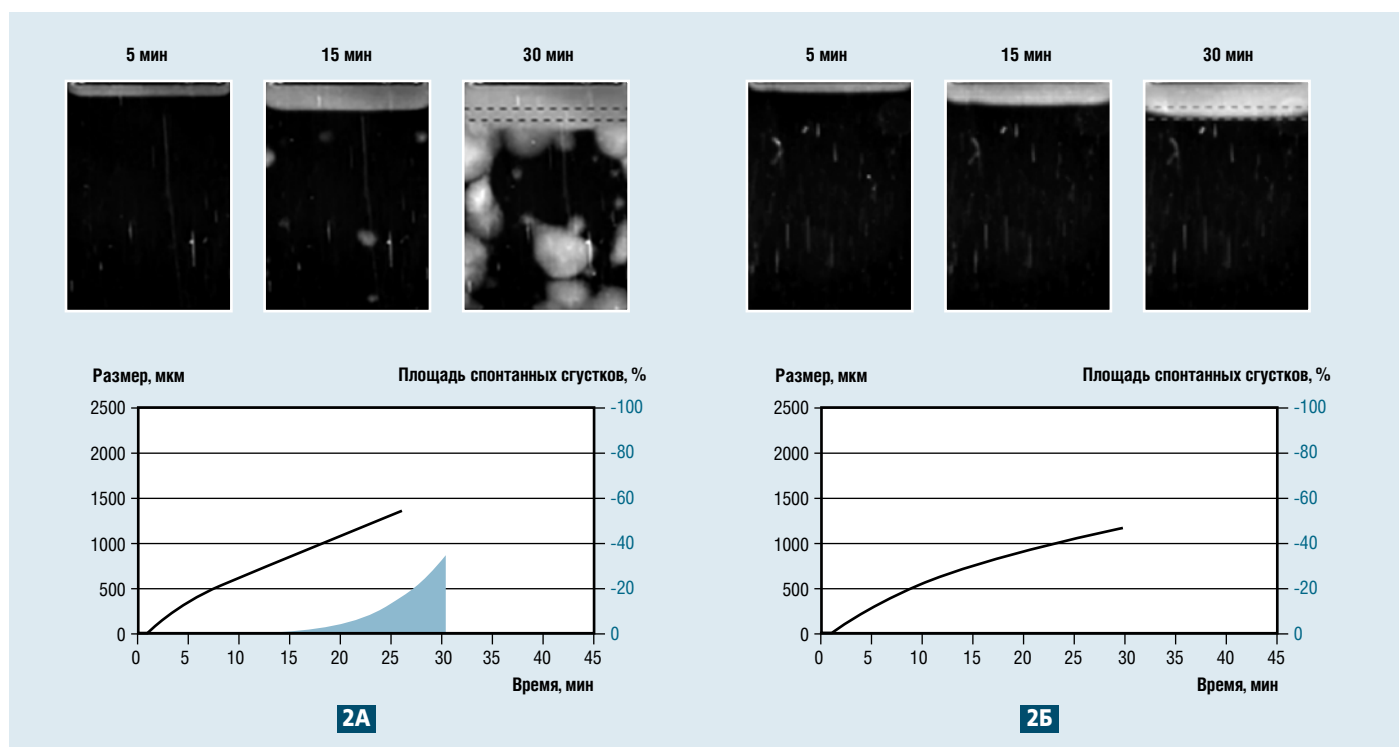 5 мин 15 мин 30 мин
5 мин 15 мин 30 мин
Размер, мкм Площадь спонтанных сгустков, %
2500 -100
2000 -80
1500 -60
1000 -40
500 -20
0 0
0 5 10 15 20 25 30 35 40 45
Время, мин
2А
Размер, мкм Площадь спонтанных сгустков, %
2500 -100
2000 -80
1500 -60
1000 -40
500 -20
0 0
0 5 10 15 20 25 30 35 40 45
Время, мин
2Б